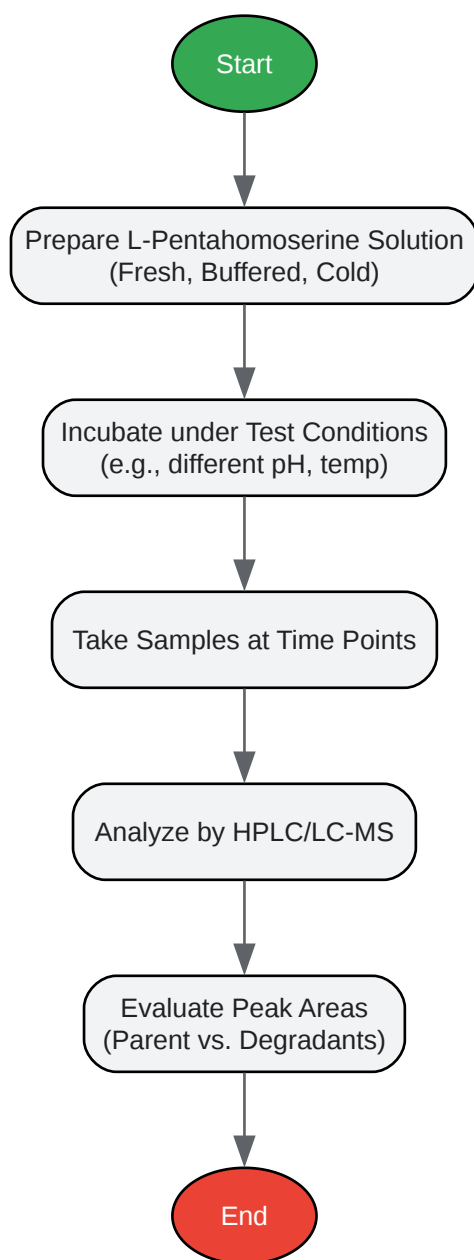 Start
Prepare L-Pentahomoserine Solution
(Fresh, Buffered, Cold)
Incubate under Test Conditions
(e.g., different pH, temp)
Take Samples at Time Points
Analyze by HPLC/LC-MS
Evaluate Peak Areas
(Parent vs. Degradants)
End